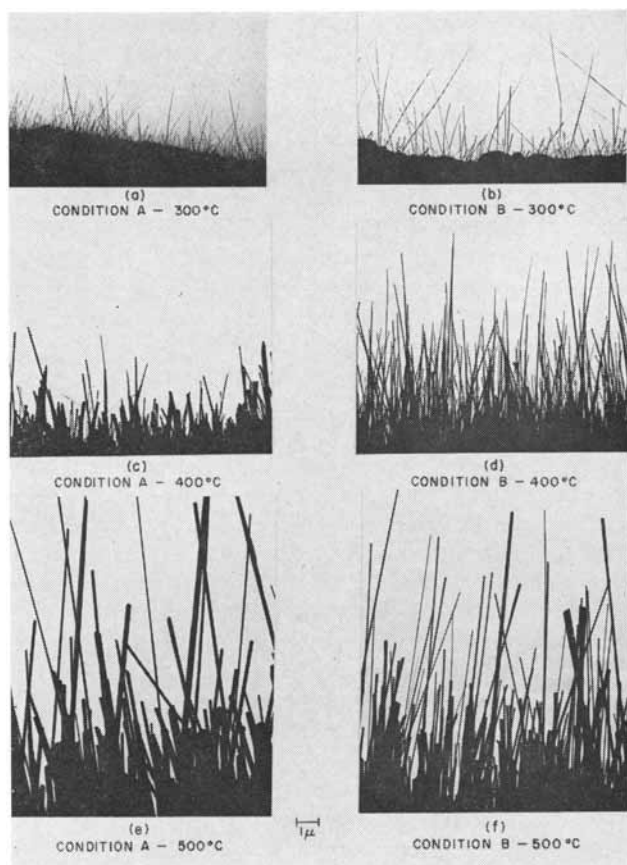 (a)
CONDITION A – 300°C
(b)
CONDITION B – 300°C
(c)
CONDITION A – 400°C
(d)
CONDITION B – 400°C
(e)
CONDITION A – 500°C
1μ
(f)
CONDITION B – 500°C